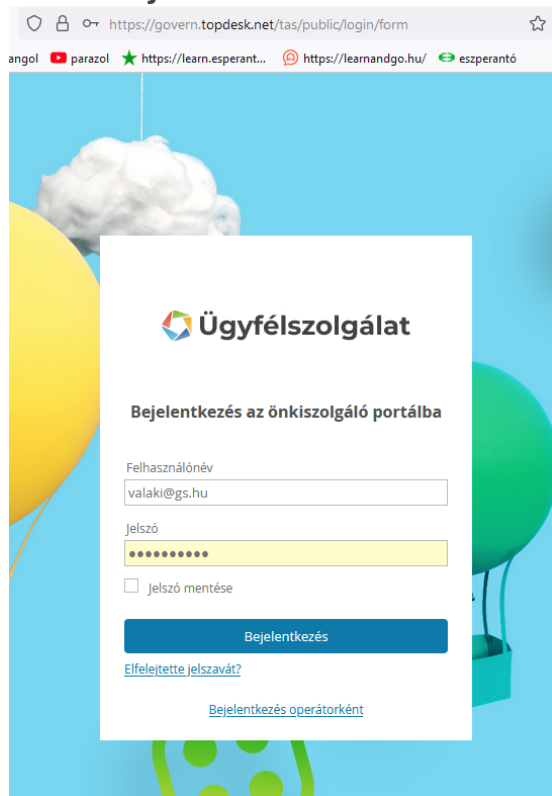 https://govern.topdesk.net/tas/public/login/form
angol parazol https://learn.esperant... https://learnandgo.hu/ eszperantó
Ügyfélszolgálat
Bejelentkezés az önkiszolgáló portálba
Felhasználónév
valaki@gs.hu
Jelszó
Jelszó mentése
Bejelentkezés
Elfelejtette jelszavát?
Bejelentkezés operátorként